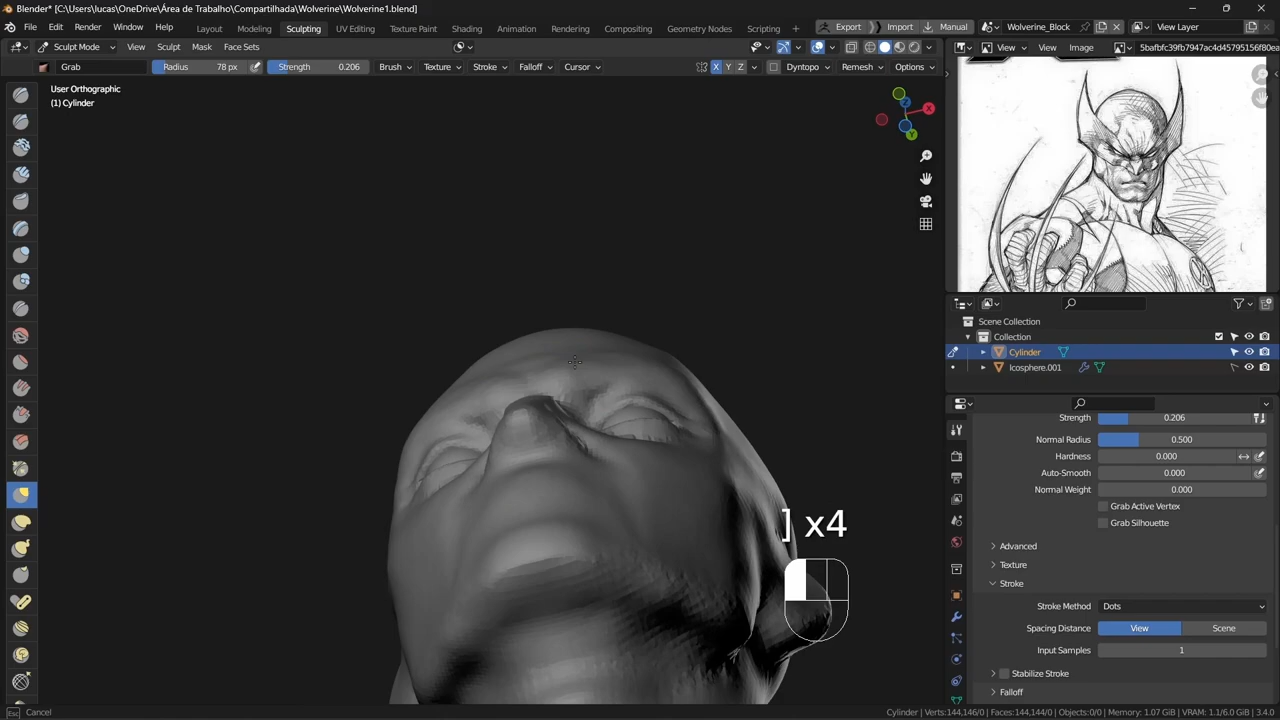 Blender* [C:\Users\lucas\OneDrive\Área de Trabalho\Compartilhada\Wolverine\Wolverine1.blend]
File Edit Render Window Help Layout Modeling Sculpting UV Editing Texture Paint Shading Animation Rendering Compositing Geometry Nodes Scripting + Export Import Manual Wolverine_Block View Layer
Sculpt Mode View Sculpt Mask Face Sets View View Image
Grab Radius 78 px Strength 0.206 Brush Texture Stroke Falloff Cursor X Y Z Dyntopo Remesh Options
User Orthographic
(1) Cylinder
X
Z
Y
Scene Collection
Collection
Cylinder
Icosphere.001
Strength 0.206
Normal Radius 0.500
Hardness 0.000
Auto-Smooth 0.000
Normal Weight 0.000
Grab Active Vertex
Grab Silhouette
Advanced
Texture
Stroke
Stroke Method Dots
Spacing Distance View Scene
Input Samples 1
Stabilize Stroke
Falloff
] x4
Esc Cancel
Cylinder | Verts:144,146/0 | Faces:144,144/0 | Objects:0/0 | Memory: 1.07 GiB | VRAM: 1.1/6.0 GiB | 3.4.0